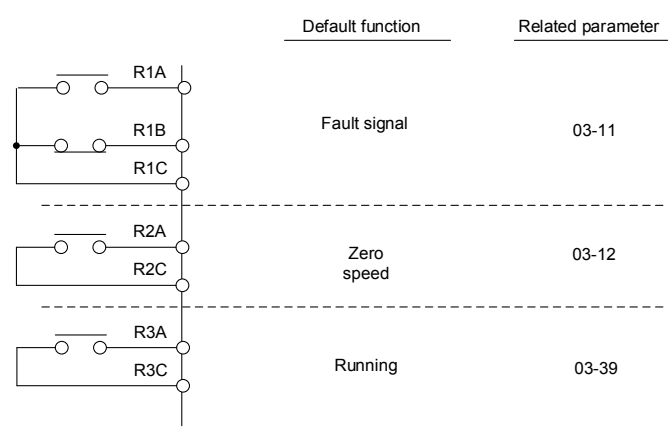 Default function
Related parameter
R1A
R1B
Fault signal
03-11
R1C
R2A
Zero
speed
03-12
R2C
R3A
Running
03-39
R3C